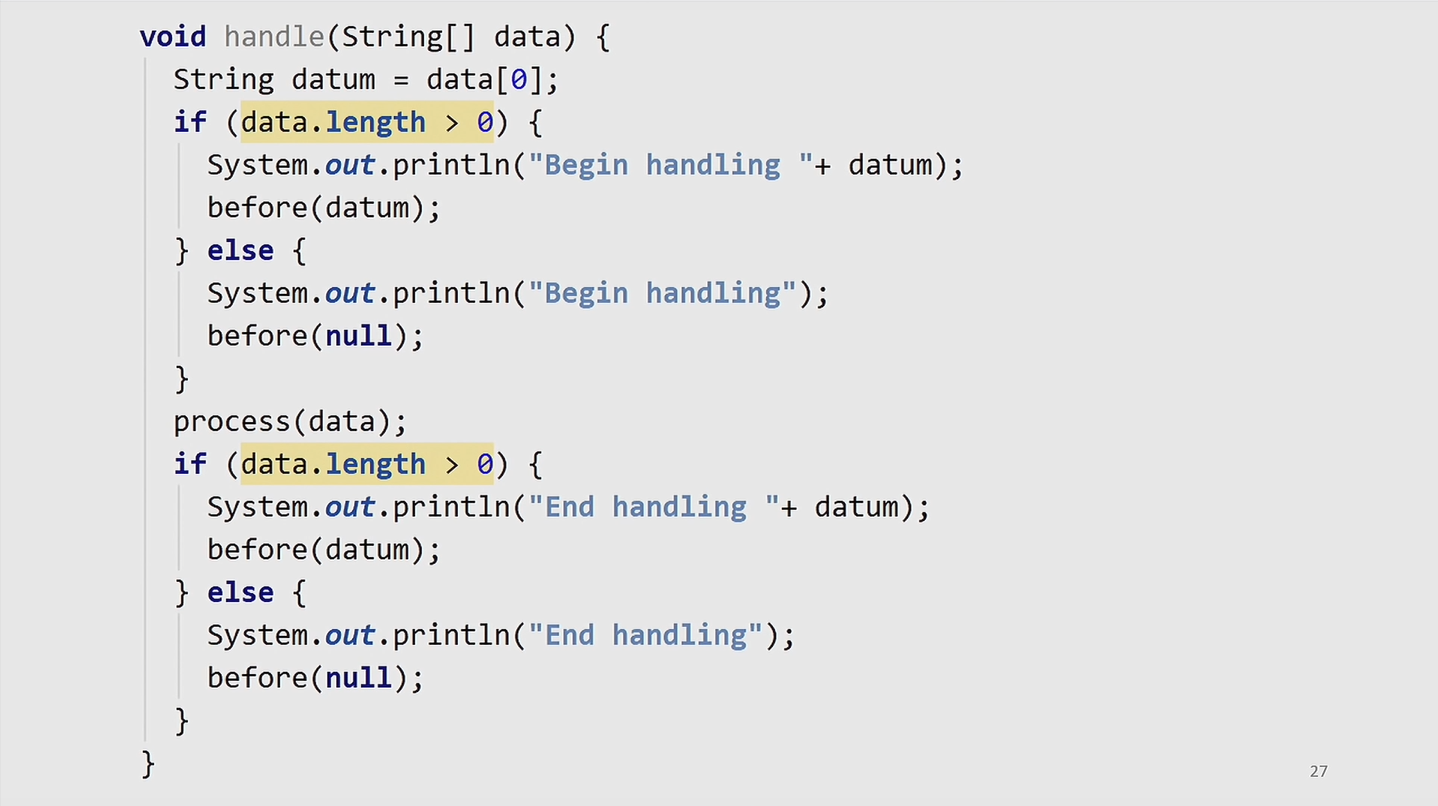 void handle(String[] data) {
String datum = data[0];
if (data.length > 0) {
System.out.println("Begin handling "+ datum);
before(datum);
} else {
System.out.println("Begin handling");
before(null);
}
process(data);
if (data.length > 0) {
System.out.println("End handling "+ datum);
before(datum);
} else {
System.out.println("End handling");
before(null);
}
}
27